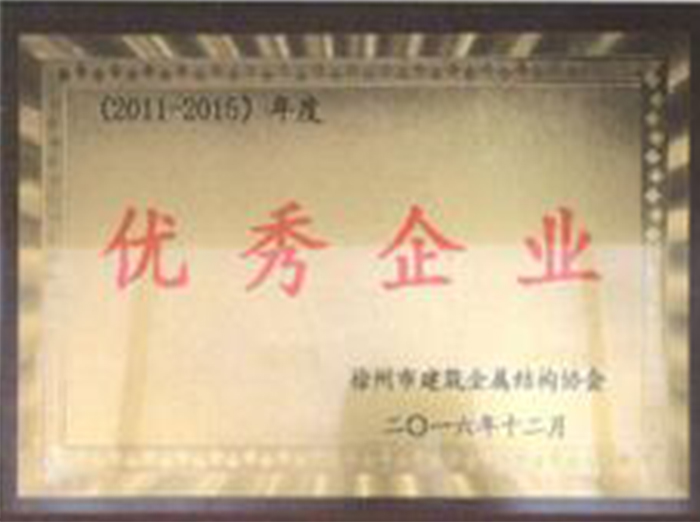 （2011-2015）年度
优秀企业
徐州市建筑金属结构协会
二〇一六年十二月